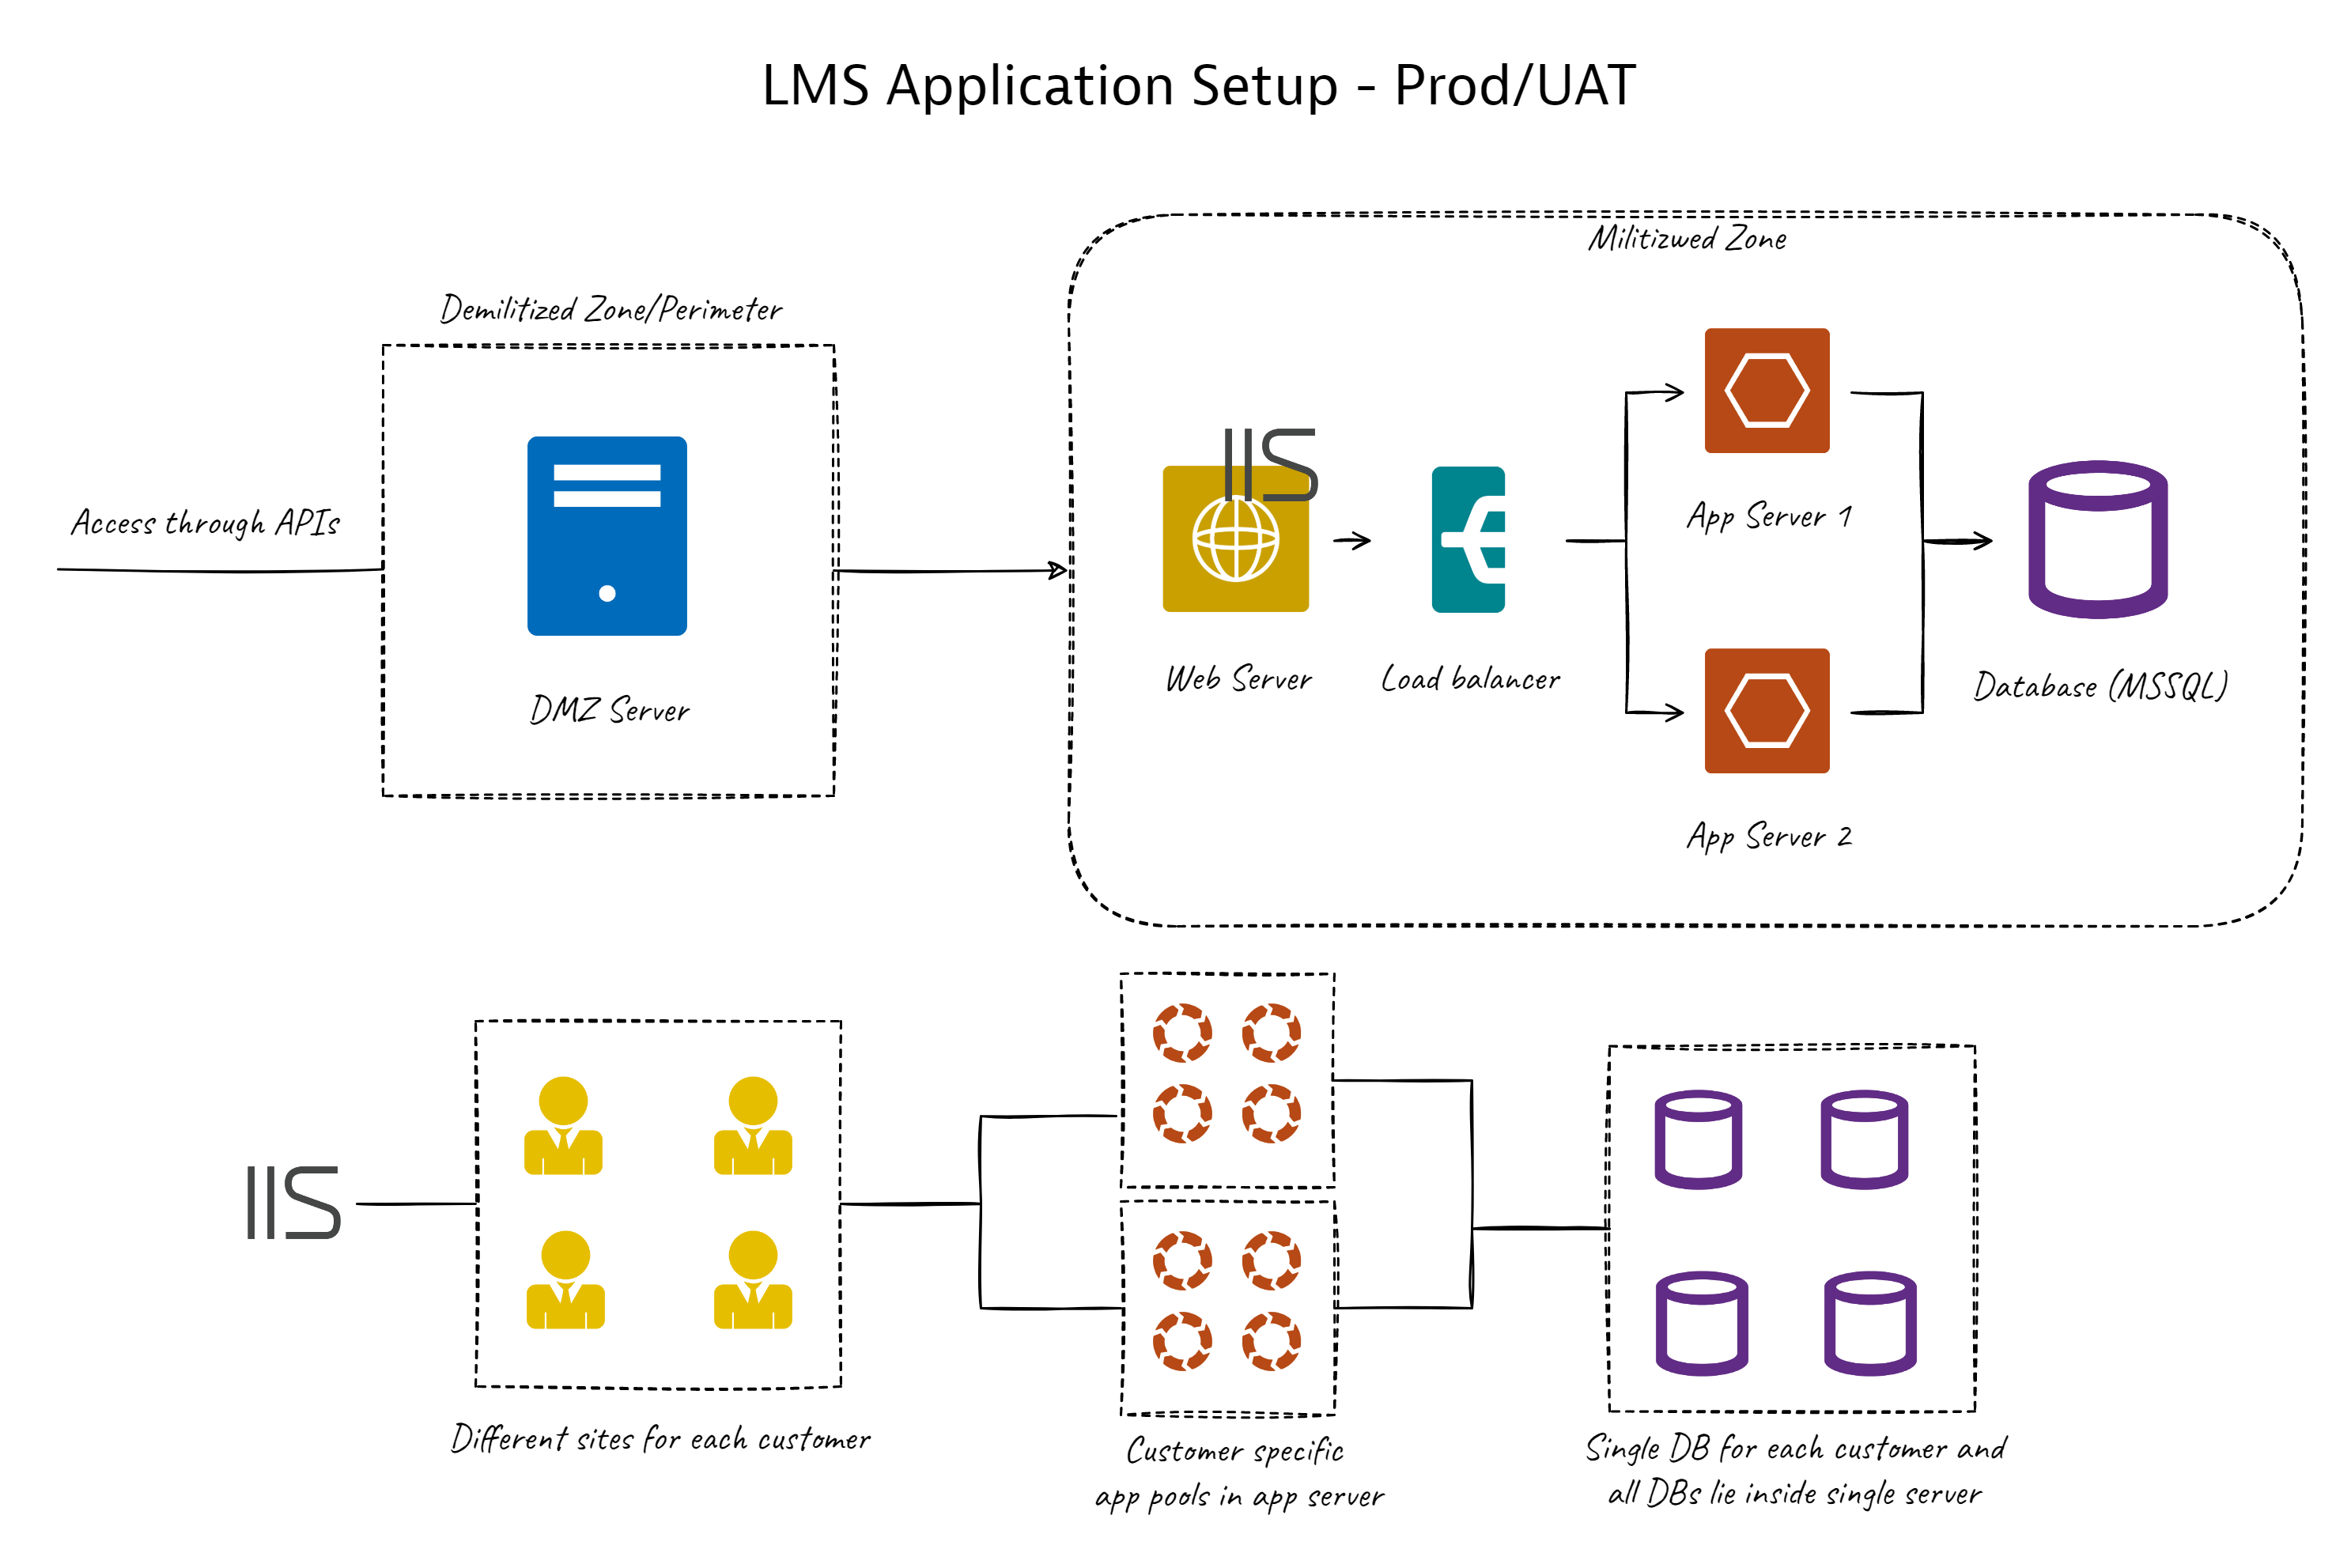 LMS Application Setup - Prod/UAT
Militizwed Zone
Demilitized Zone/Perimeter
Access through APIs
DMZ Server
IIS
Web Server
Load balancer
App Server 1
App Server 2
Database (MSSQL)
IIS
Different sites for each customer
Customer specific
app pools in app server
Single DB for each customer and
all DBs lie inside single server